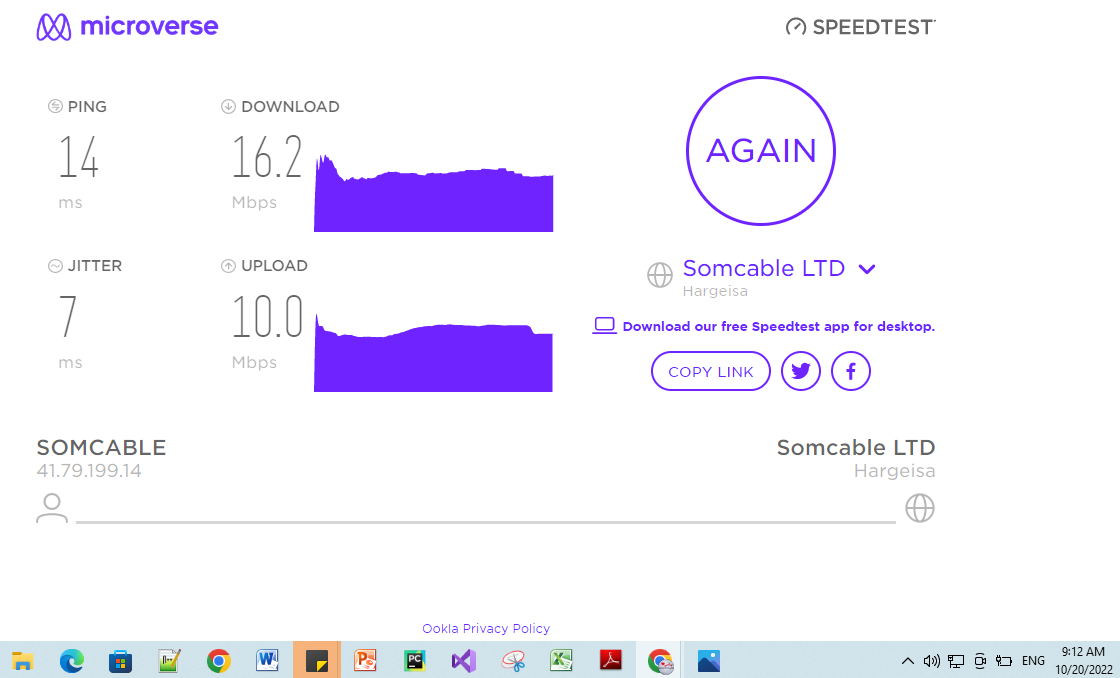 microverse
SPEEDTEST
PING
DOWNLOAD
14
16.2
ms
Mbps
AGAIN
JITTER
UPLOAD
7
10.0
ms
Mbps
Somcable LTD
Hargeisa
Download our free Speedtest app for desktop.
COPY LINK
SOMCABLE
41.79.199.14
Somcable LTD
Hargeisa
Ookla Privacy Policy
ENG
9:12 AM
10/20/2022